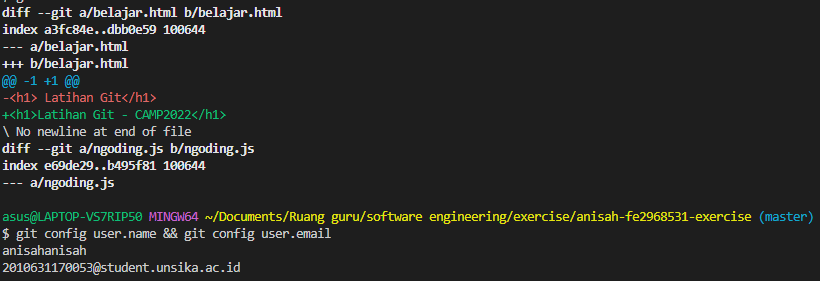 diff --git a/belajar.html b/belajar.html
index a3fc84e..dbb0e59 100644
--- a/belajar.html
+++ b/belajar.html
@@ -1 +1 @@
-<h1> Latihan Git</h1>
+<h1>Latihan Git - CAMP2022</h1>
\ No newline at end of file
diff --git a/ngoding.js b/ngoding.js
index e69de29..b495f81 100644
--- a/ngoding.js
asus@LAPTOP-VS7RIP50 MINGW64 ~/Documents/Ruang guru/software engineering/exercise/anisah-fe2968531-exercise (master)
$ git config user.name && git config user.email
anisahanisah
2010631170053@student.unsika.ac.id